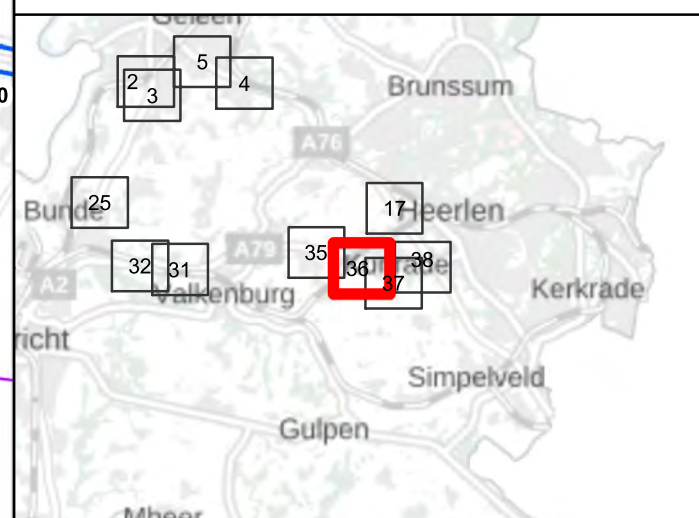 Geleen
5
2
4
3
Brunssum
0
A76
25
17
Bunde
Heerlen
A79
35
38
32
31
36
37
A2
Valkenburg
Kerkrade
richt
Simpelveld
Gulpen
Mheer